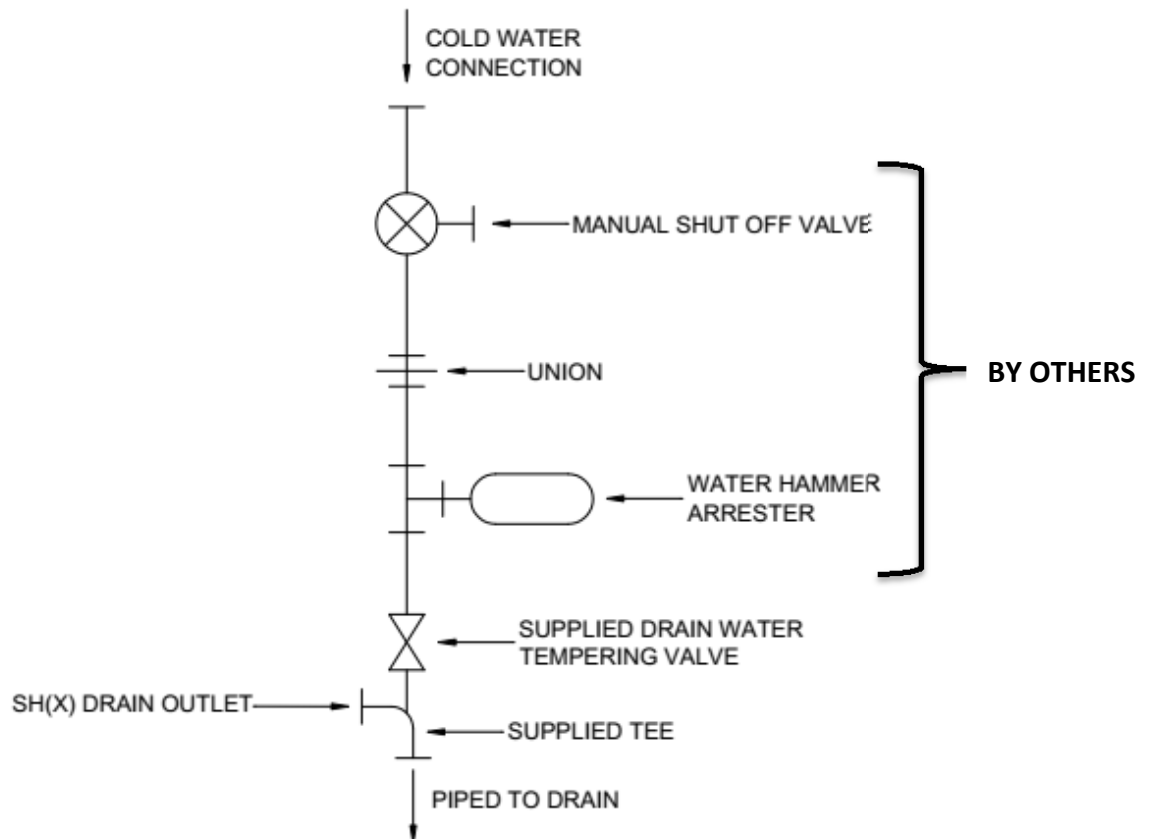 COLD WATER
CONNECTION
MANUAL SHUT OFF VALVE
UNION
BY OTHERS
WATER HAMMER
ARRESTER
SUPPLIED DRAIN WATER
TEMPERING VALVE
SH(X) DRAIN OUTLET
SUPPLIED TEE
PIPED TO DRAIN